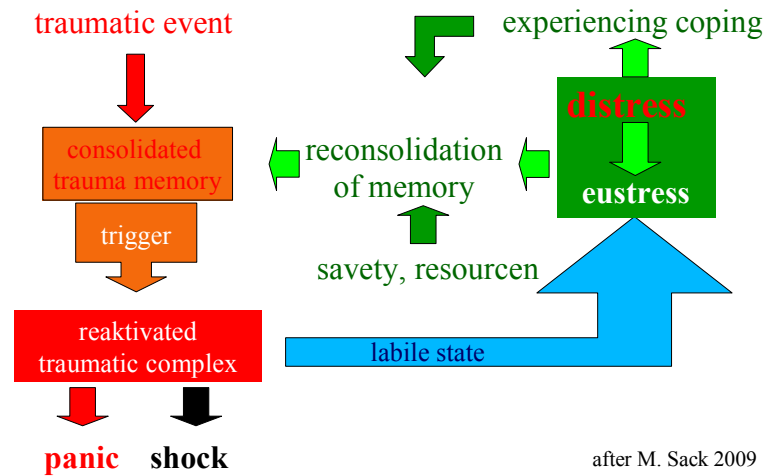 traumatic event
experiencing coping
distress
consolidated
trauma memory
reconsolidation
of memory
eustress
trigger
savety, resourcen
reaktivated
traumatic complex
labile state
panic
shock
after M. Sack 2009